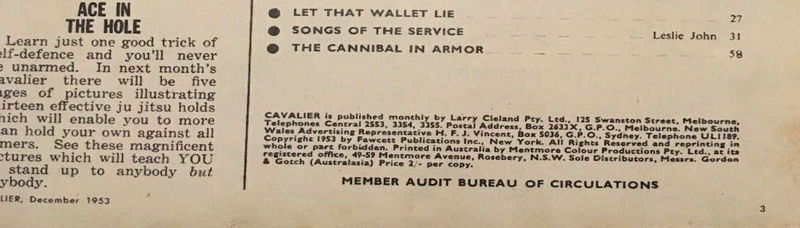 ACE IN
THE HOLE
Learn just one good trick of
elf-defence and you'll never
e unarmed. In next month's
avalier there will be five
ages of pictures illustrating
irteen effective ju jitsu holds
hich will enable you to more
an hold your own against all
mers. See these magnificent
ctures which will teach YOU
stand up to anybody but
ybody.
LIER, December 1953
LET THAT WALLET LIE 27
SONGS OF THE SERVICE Leslie John 31
THE CANNIBAL IN ARMOR 58
CAVALIER is published monthly by Larry Cleland Pty. Ltd., 125 Swanston Street, Melbourne,
Telephones Central 2553, 3354, 3355. Postal Address, Box 2633X, G.P.O., Melbourne. New South
Wales Advertising Representative H. F. J. Vincent, Box 5036, G.P.O., Sydney. Telephone UL1189.
Copyright 1953 by Fawcett Publications Inc., New York. All Rights Reserved and reprinting in
whole or part forbidden. Printed in Australia by Mentmore Colour Productions Pty. Ltd., at its
registered office, 49-59 Mentmore Avenue, Rosebery, N.S.W. Sole Distributors, Messrs. Gordon
& Gotch (Australasia) Price 2/- per copy.
MEMBER AUDIT BUREAU OF CIRCULATIONS
3